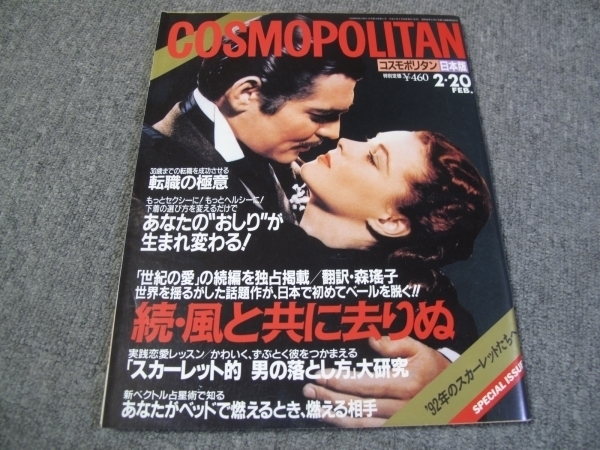 COSMOPOLITAN
コスモポリタン 日本版
特別定価 ¥460
2・20
FEB.
30歳までの転職を成功させる
転職の極意
もっとセクシーに!もっとヘルシーに!
下着の選び方を変えるだけで
あなたの"おしり"が
生まれ変わる!
「世紀の愛」の続編を独占掲載/翻訳・森瑤子
世界を揺るがした話題作が、日本で初めてベールを脱ぐ!!
続・風と共に去りぬ
実践恋愛レッスン/かわいく、ずぶとく彼をつかまえる
「スカーレット的 男の落とし方」大研究
新ベクトル占星術で知る
あなたがベッドで燃えるとき、燃える相手
'92年のスカーレットたちへ
SPECIAL ISSUE